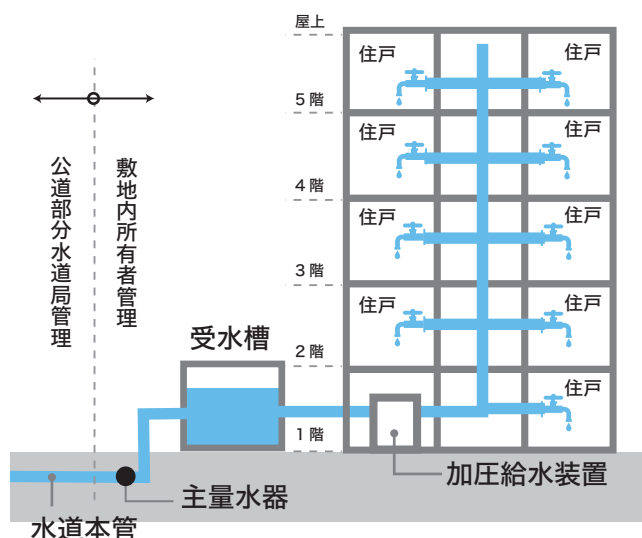 屋上
住戸
住戸
5階
住戸
住戸
4階
住戸
住戸
3階
住戸
住戸
2階
住戸
1階
公道部分水道局管理
敷地内所有者管理
受水槽
加圧給水装置
主量水器
水道本管